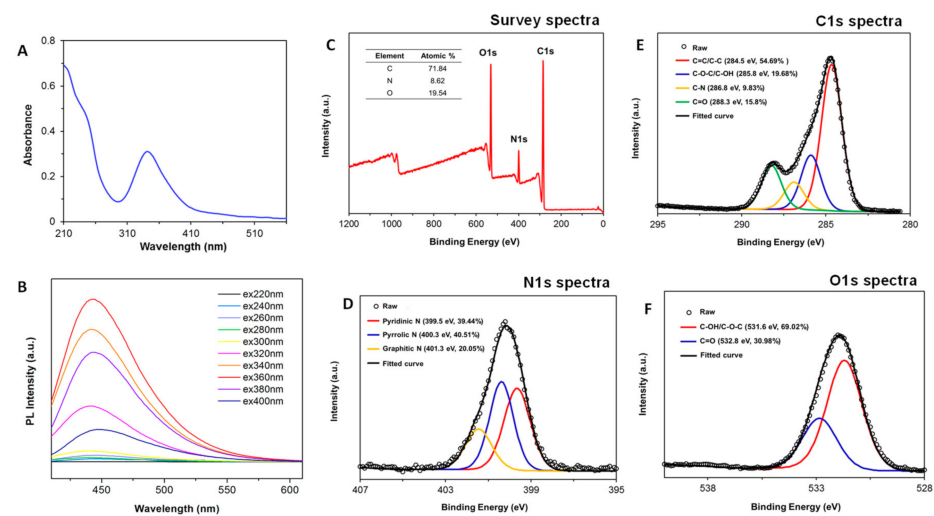 A
0.8
0.6
0.4
0.2
0
210
310
410
510
Absorbance
Wavelength (nm)
B
ex220nm
ex240nm
ex260nm
ex280nm
ex300nm
ex320nm
ex340nm
ex360nm
ex380nm
ex400nm
PL Intensity (a.u.)
450
500
550
600
Wavelength (nm)
Survey spectra
C
Element Atomic %
C 71.84
N 8.62
O 19.54
O1s
C1s
N1s
Intensity (a.u.)
1200
1000
800
600
400
200
0
Binding Energy (eV)
N1s spectra
D
Raw
Pyridinic N (399.5 eV, 39.44%)
Pyrrolic N (400.3 eV, 40.51%)
Graphitic N (401.3 eV, 20.05%)
Fitted curve
Intensity (a.u.)
407
403
399
395
Binding Energy (eV)
C1s spectra
E
Raw
C=C/C-C (284.5 eV, 54.69% )
C-O-C/C-OH (285.8 eV, 19.68%)
C-N (286.8 eV, 9.83%)
C=O (288.3 eV, 15.8%)
Fitted curve
Intensity (a.u.)
295
290
285
280
Binding Energy (eV)
O1s spectra
F
Raw
C-OH/C-O-C (531.6 eV, 69.02%)
C=O (532.8 eV, 30.98%)
Fitted curve
Intensity (a.u.)
538
533
528
Binding Energy (eV)